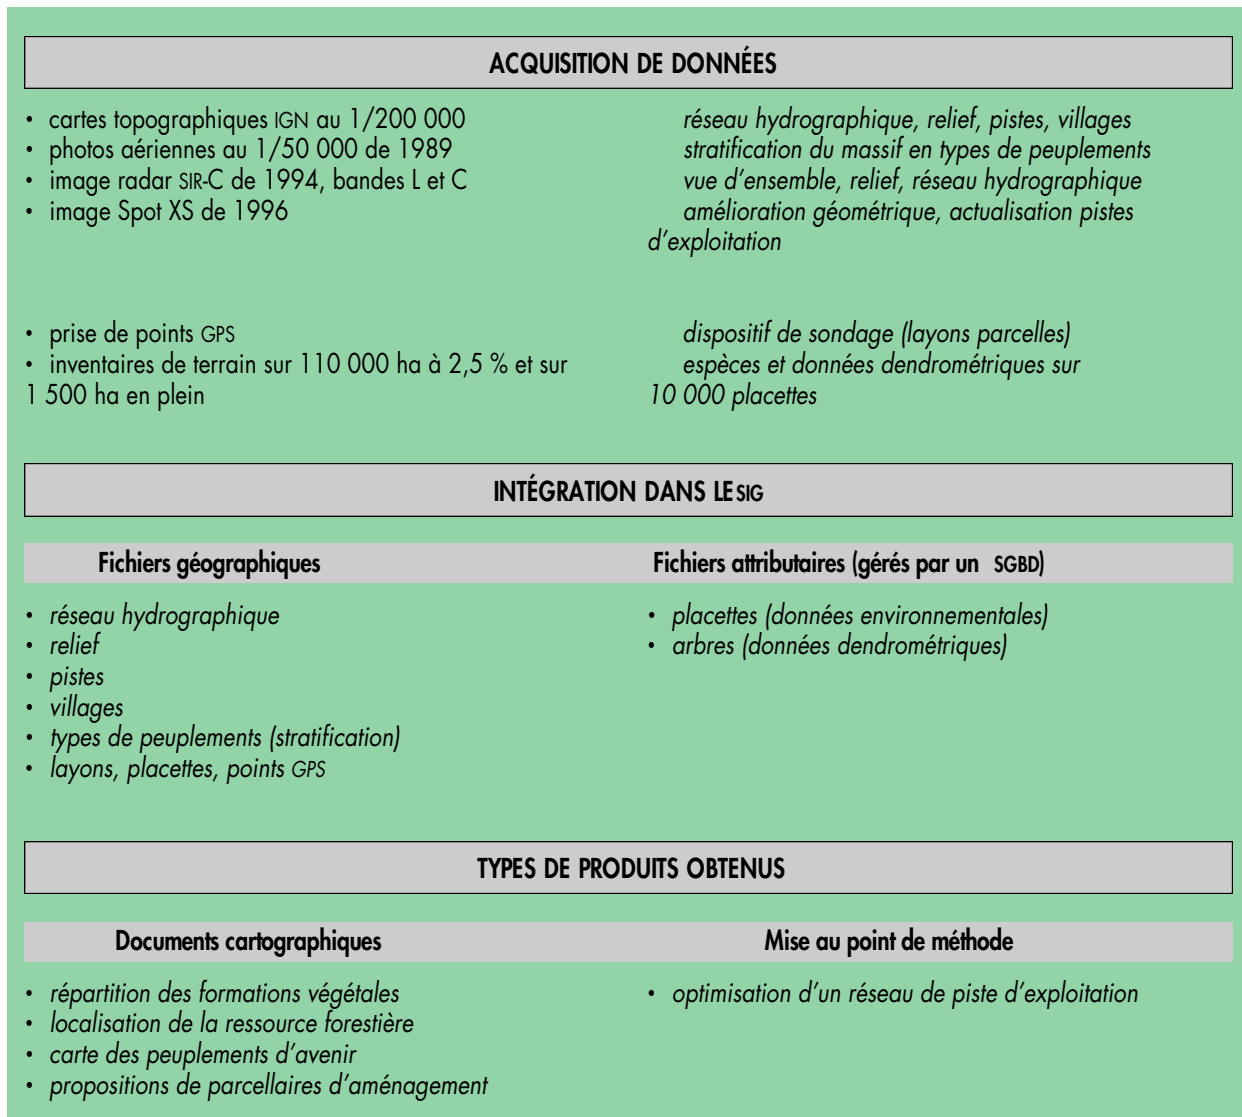 ACQUISITION DE DONNÉES
• cartes topographiques IGN au 1/200 000
réseau hydrographique, relief, pistes, villages
• photos aériennes au 1/50 000 de 1989
stratification du massif en types de peuplements
• image radar SIR-C de 1994, bandes L et C
vue d’ensemble, relief, réseau hydrographique
• image Spot XS de 1996
amélioration géométrique, actualisation pistes
d’exploitation
• prise de points GPS
dispositif de sondage (layons parcelles)
• inventaires de terrain sur 110 000 ha à 2,5 % et sur
1 500 ha en plein
espèces et données dendrométriques sur
10 000 placettes
INTÉGRATION DANS LE SIG
Fichiers géographiques
• réseau hydrographique
• relief
• pistes
• villages
• types de peuplements (stratification)
• layons, placettes, points GPS
Fichiers attributaires (gérés par un SGBD)
• placettes (données environnementales)
• arbres (données dendrométriques)
TYPES DE PRODUITS OBTENUS
Documents cartographiques
• répartition des formations végétales
• localisation de la ressource forestière
• carte des peuplements d’avenir
• propositions de parcellaires d’aménagement
Mise au point de méthode
• optimisation d’un réseau de piste d’exploitation